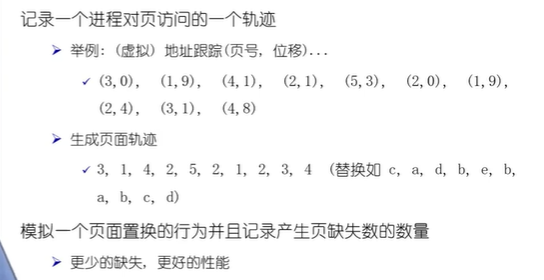 记录一个进程对页访问的一个轨迹
举例：(虚拟) 地址跟踪(页号，位移)...
(3,0), (1,9), (4,1), (2,1), (5,3), (2,0), (1,9),
(2,4), (3,1), (4,8)
生成页面轨迹
3, 1, 4, 2, 5, 2, 1, 2, 3, 4 (替换如 c, a, d, b, e, b,
a, b, c, d)
模拟一个页面置换的行为并且记录产生页缺失数的数量
更少的缺失，更好的性能